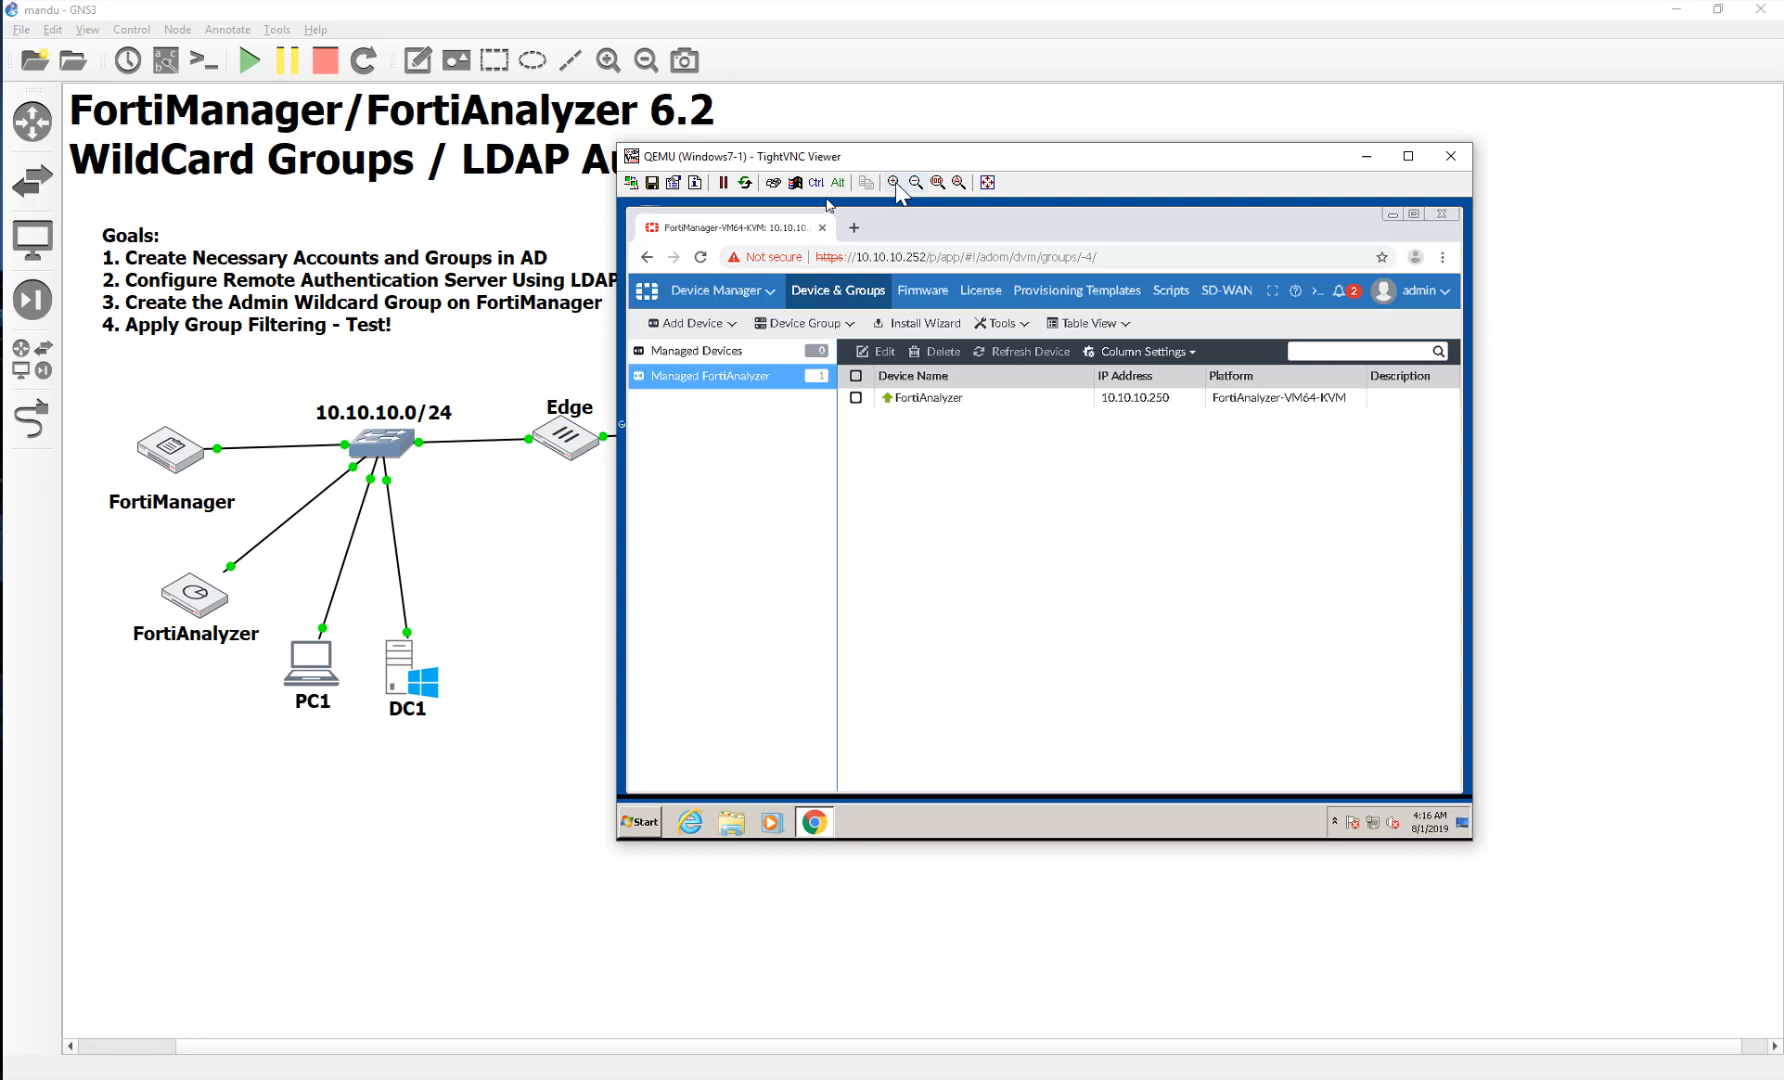 mandu - GNS3
File Edit View Control Node Annotate Tools Help
FortiManager/FortiAnalyzer 6.2
WildCard Groups / LDAP Au
Goals:
1. Create Necessary Accounts and Groups in AD
2. Configure Remote Authentication Server Using LDAP
3. Create the Admin Wildcard Group on FortiManager
4. Apply Group Filtering - Test!
10.10.10.0/24
Edge
FortiManager
FortiAnalyzer
PC1
DC1
QEMU (Windows7-1) - TightVNC Viewer
Ctrl Alt
FortiManager-VM64-KVM: 10.10.10.
Not secure | https://10.10.10.252/p/app/#!/adom/dvm/groups/-4/
Device Manager Device & Groups Firmware License Provisioning Templates Scripts SD-WAN 2 admin
Add Device Device Group Install Wizard Tools Table View
Managed Devices 0
Managed FortiAnalyzer 1
Edit Delete Refresh Device Column Settings
Device Name IP Address Platform Description
FortiAnalyzer 10.10.10.250 FortiAnalyzer-VM64-KVM
Start
4:16 AM
8/1/2019